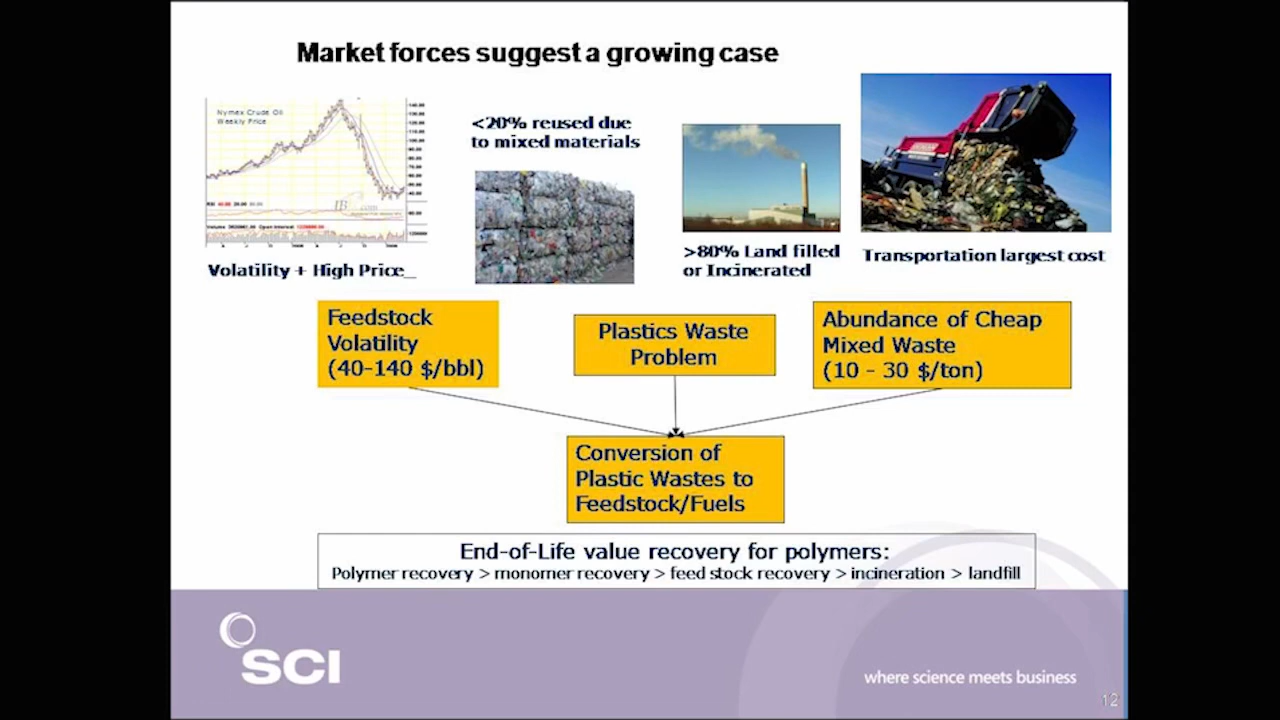 Market forces suggest a growing case
Nymex Crude Oil
Weekly Price
<20% reused due
to mixed materials
Volatility + High Price_
>80% Land filled
or Incinerated
Transportation largest cost
Feedstock
Volatility
(40-140 $/bbl)
Plastics Waste
Problem
Abundance of Cheap
Mixed Waste
(10 - 30 $/ton)
Conversion of
Plastic Wastes to
Feedstock/Fuels
End-of-Life value recovery for polymers:
Polymer recovery > monomer recovery > feed stock recovery > incineration > landfill
SCI
where science meets business
12